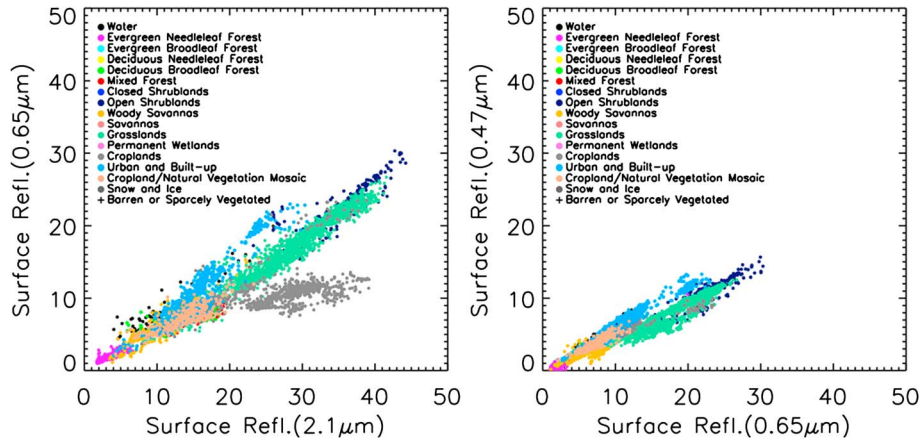 50
40
30
20
10
0
Surface Refl.(0.65μm)
Water
Evergreen Needleleaf Forest
Evergreen Broadleaf Forest
Deciduous Needleleaf Forest
Deciduous Broadleaf Forest
Mixed Forest
Closed Shrublands
Open Shrublands
Woody Savannas
Savannas
Grasslands
Permanent Wetlands
Croplands
Urban and Built-up
Cropland/Natural Vegetation Mosaic
Snow and Ice
+ Barren or Sparcely Vegetated
0 10 20 30 40 50
Surface Refl.(2.1μm)
50
40
30
20
10
0
Surface Refl.(0.47μm)
Water
Evergreen Needleleaf Forest
Evergreen Broadleaf Forest
Deciduous Needleleaf Forest
Deciduous Broadleaf Forest
Mixed Forest
Closed Shrublands
Open Shrublands
Woody Savannas
Savannas
Grasslands
Permanent Wetlands
Croplands
Urban and Built-up
Cropland/Natural Vegetation Mosaic
Snow and Ice
+ Barren or Sparcely Vegetated
0 10 20 30 40 50
Surface Refl.(0.65μm)